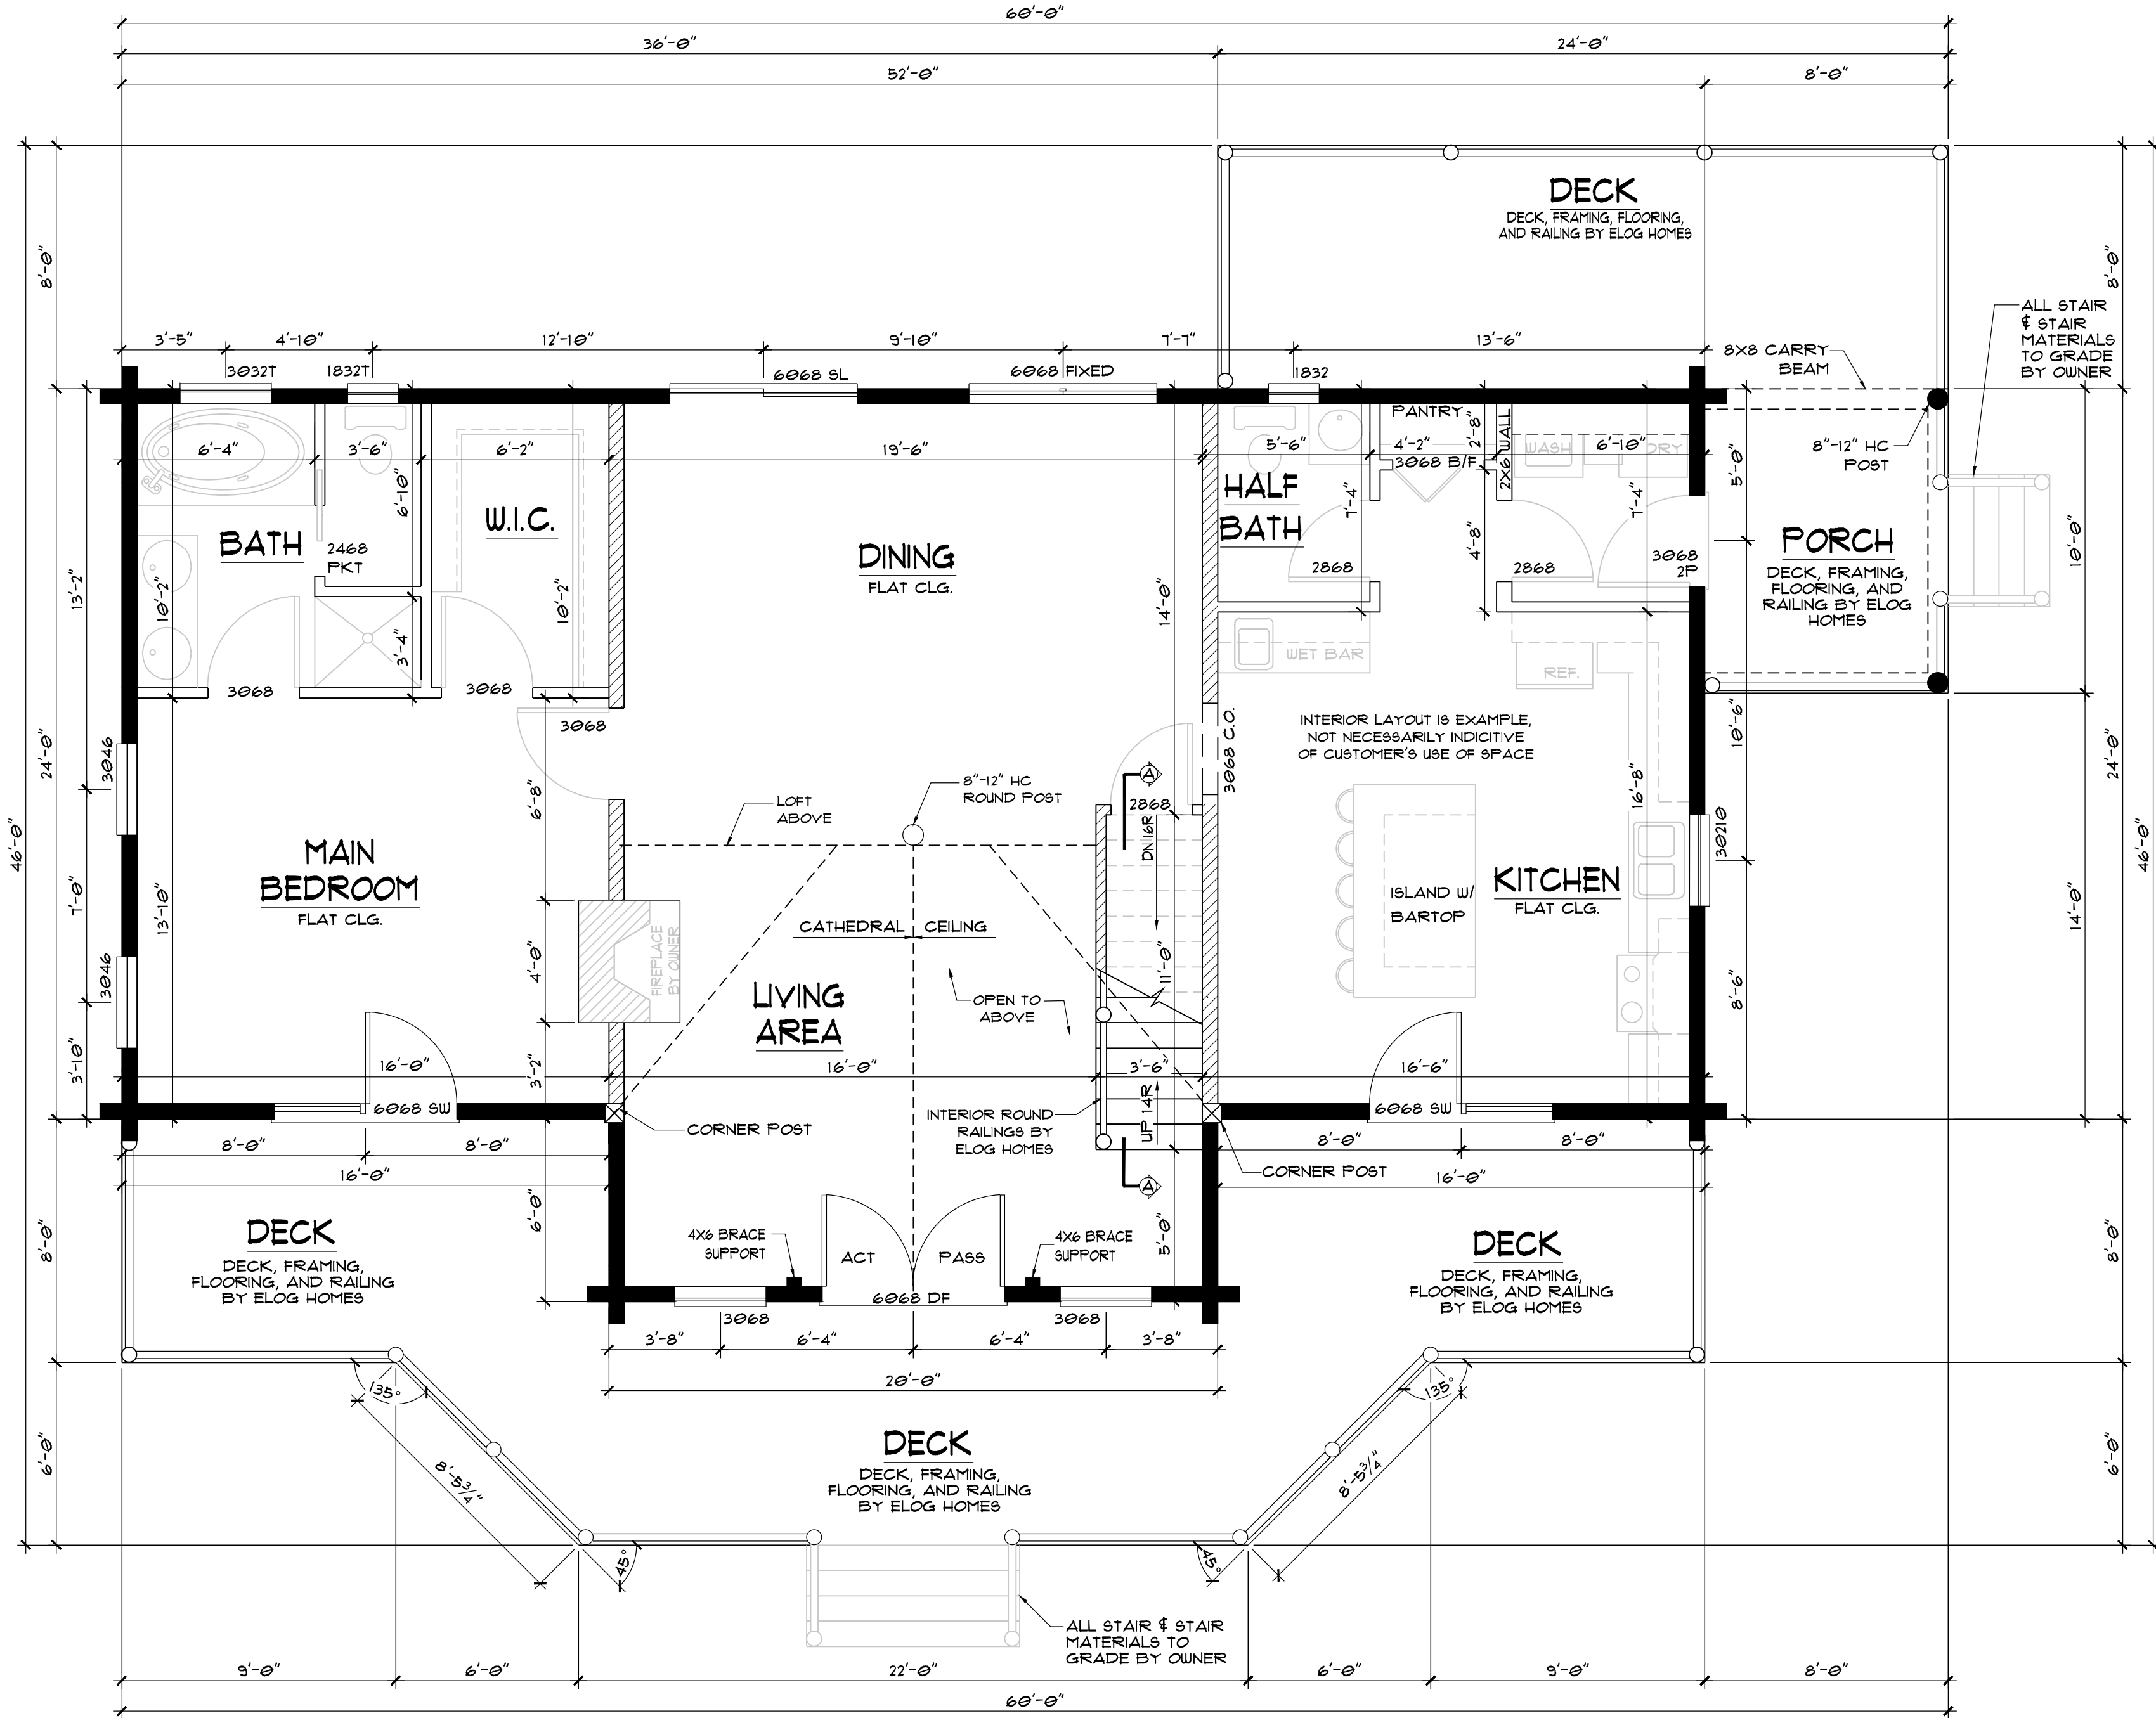 60'-0"
36'-0" 24'-0"
52'-0" 8'-0"
DECK
DECK, FRAMING, FLOORING,
AND RAILING BY ELOG HOMES
8'-0"
8'-0"
ALL STAIR
& STAIR
MATERIALS
TO GRADE
BY OWNER
3'-5" 4'-10" 12'-10" 9'-10" 7'-7" 13'-6"
8X8 CARRY
BEAM
3032T 1832T 6068 SL 6068 FIXED 1832
PANTRY
2'-8"
2X6 WALL
WASH DRY
6'-4" 3'-6" 6'-2" 19'-6" 5'-6" 4'-2" 6'-10"
3068 B/F
8"-12" HC
POST
5'-0"
6'-10"
HALF
BATH
7'-4"
7'-4"
4'-8"
W.I.C.
BATH
2468
PKT
DINING
FLAT CLG.
2868
2868
3068
2P
PORCH
DECK, FRAMING,
FLOORING, AND
RAILING BY ELOG
HOMES
10'-0"
13'-2"
10'-2"
10'-2"
14'-0"
3'-4"
WET BAR
REF.
3068
3068
3068
3068 C.O.
INTERIOR LAYOUT IS EXAMPLE,
NOT NECESSARILY INDICITIVE
OF CUSTOMER'S USE OF SPACE
10'-6"
24'-0"
24'-0"
3046
6'-8"
LOFT
ABOVE
8"-12" HC
ROUND POST
A
2868
DN 16R
16'-8"
30210
46'-0"
46'-0"
MAIN
BEDROOM
FLAT CLG.
7'-0"
13'-10"
CATHEDRAL CEILING
ISLAND W/
BARTOP
KITCHEN
FLAT CLG.
14'-0"
3046
4'-0"
FIREPLACE
BY OWNER
LIVING
AREA
OPEN TO
ABOVE
11'-0"
8'-6"
3'-10"
3'-2"
16'-0" 16'-0" 3'-6" 16'-6"
6068 SW
CORNER POST
INTERIOR ROUND
RAILINGS BY
ELOG HOMES
UP 14R
6068 SW
8'-0" 8'-0" 8'-0" 8'-0"
16'-0"
CORNER POST
16'-0"
A
6'-0"
DECK
DECK, FRAMING,
FLOORING, AND RAILING
BY ELOG HOMES
8'-0"
4X6 BRACE
SUPPORT
ACT PASS
4X6 BRACE
SUPPORT
5'-0"
DECK
DECK, FRAMING,
FLOORING, AND RAILING
BY ELOG HOMES
8'-0"
6068 DF
3068 3068
3'-8" 6'-4" 6'-4" 3'-8"
20'-0"
135°
135°
DECK
DECK, FRAMING,
FLOORING, AND RAILING
BY ELOG HOMES
6'-0"
6'-0"
8'-5¾"
8'-5¾"
45°
45°
ALL STAIR & STAIR
MATERIALS TO
GRADE BY OWNER
9'-0" 6'-0" 22'-0" 6'-0" 9'-0" 8'-0"
60'-0"